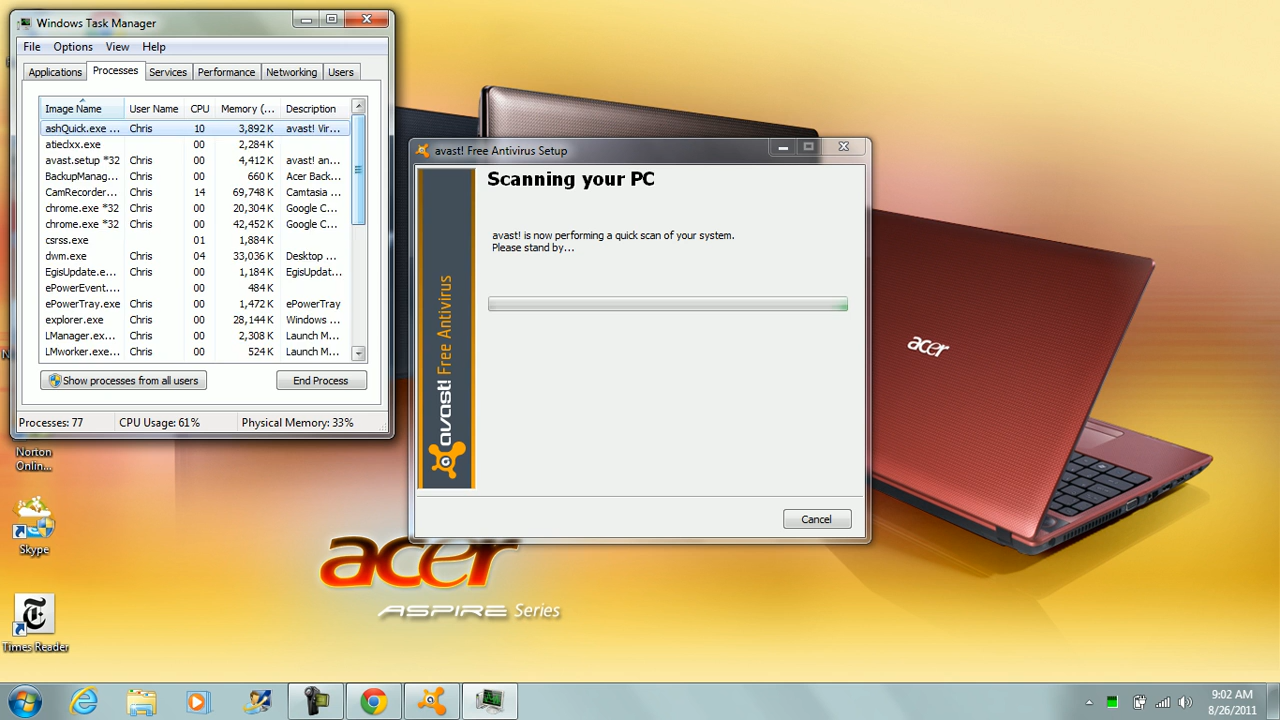 Windows Task Manager
File Options View Help
Applications Processes Services Performance Networking Users
Image Name User Name CPU Memory (... Description
ashQuick.exe ... Chris 10 3,892 K avast! Vir...
atieclxx.exe 00 2,284 K
avast.setup *32 Chris 00 4,412 K avast! an...
BackupManag... Chris 00 660 K Acer Back...
CamRecorder... Chris 14 69,748 K Camtasia ...
chrome.exe *32 Chris 00 20,304 K Google C...
chrome.exe *32 Chris 00 42,452 K Google C...
csrss.exe 01 1,884 K
dwm.exe Chris 04 33,036 K Desktop ...
EgisUpdate.e... Chris 00 1,184 K EgisUpdat...
ePowerEvent.... 00 484 K
ePowerTray.exe Chris 00 1,472 K ePowerTray
explorer.exe Chris 00 28,144 K Windows ...
LManager.ex... Chris 00 2,308 K Launch M...
LMworker.exe... Chris 00 524 K Launch M...
Show processes from all users End Process
Processes: 77 CPU Usage: 61% Physical Memory: 33%
avast! Free Antivirus Setup
Scanning your PC
avast! is now performing a quick scan of your system.
Please stand by...
avast! Free Antivirus
Cancel
acer
Norton
Onlin...
Skype
Times Reader
acer
ASPIRE Series
9:02 AM
8/26/2011